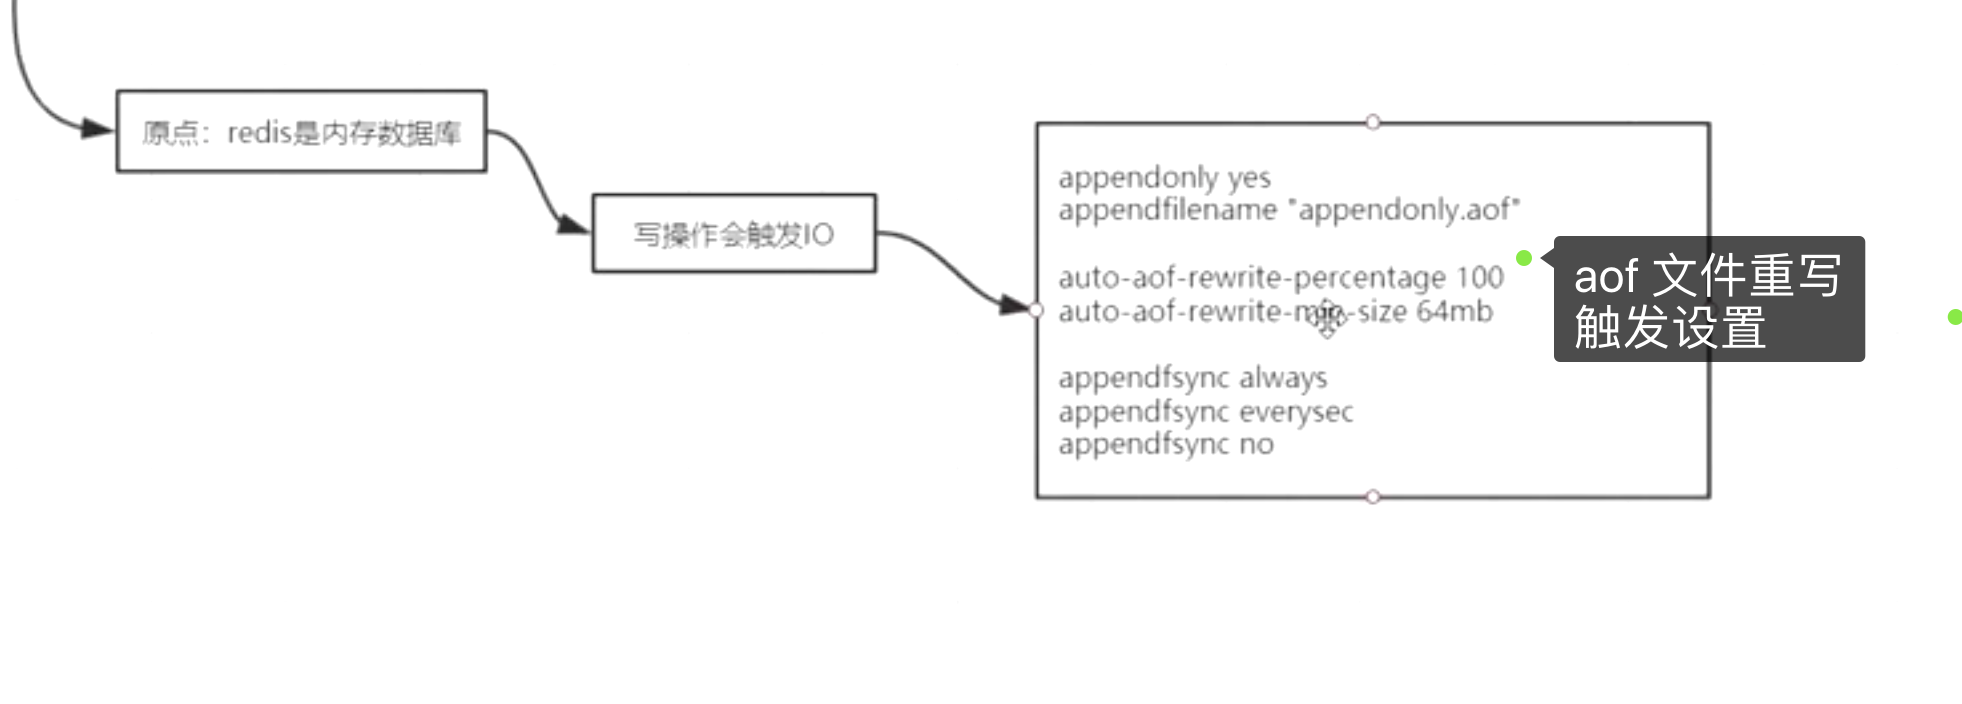 原点：redis是内存数据库
写操作会触发IO
appendonly yes
appendfilename "appendonly.aof"
auto-aof-rewrite-percentage 100
auto-aof-rewrite-min-size 64mb
appendfsync always
appendfsync everysec
appendfsync no
aof 文件重写
触发设置